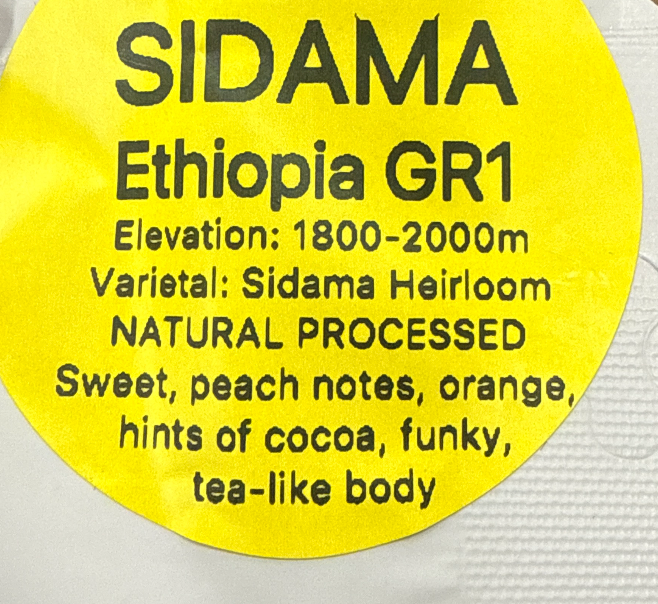 SIDAMA
Ethiopia GR1
Elevation: 1800-2000m
Varietal: Sidama Heirloom
NATURAL PROCESSED
Sweet, peach notes, orange,
hints of cocoa, funky,
tea-like body